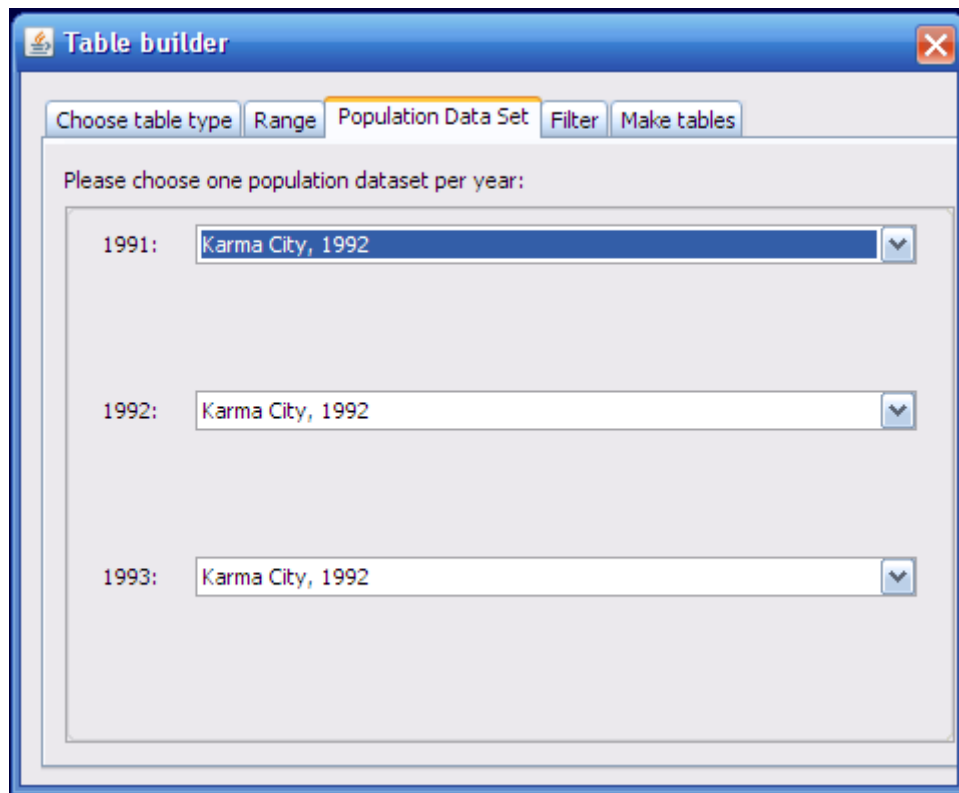 Table builder
Choose table type Range Population Data Set Filter Make tables
Please choose one population dataset per year:
1991: Karma City, 1992
1992: Karma City, 1992
1993: Karma City, 1992